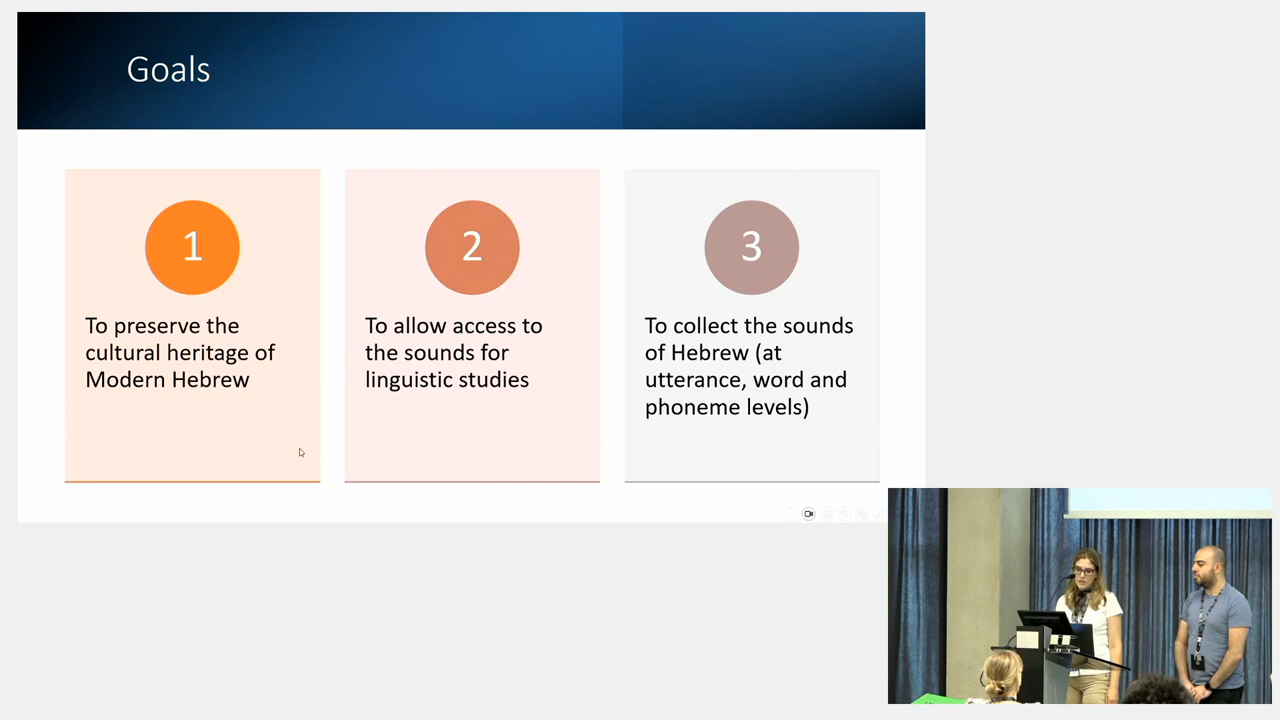 Goals
1
To preserve the
cultural heritage of
Modern Hebrew
2
To allow access to
the sounds for
linguistic studies
3
To collect the sounds
of Hebrew (at
utterance, word and
phoneme levels)